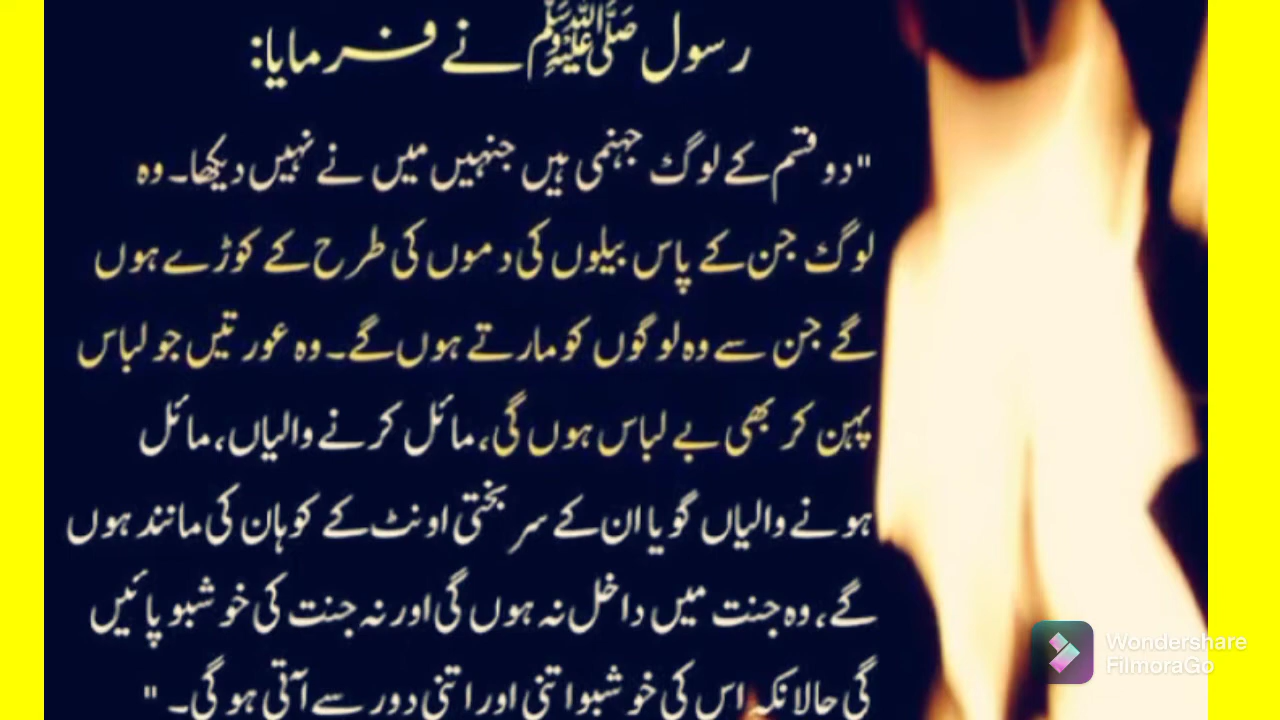 رسول ﷺ نے فرمایا:
"دو قسم کے لوگ جہنمی ہیں جنہیں میں نے نہیں دیکھا۔ وہ
لوگ جن کے پاس بیلوں کی دموں کی طرح کے کوڑے ہوں
گے جن سے وہ لوگوں کو مارتے ہوں گے۔ وہ عورتیں جو لباس
پہن کر بھی بے لباس ہوں گی، مائل کرنے والیاں، مائل
ہونے والیاں گویا ان کے سر بختی اونٹ کے کوہان کی مانند ہوں
گے، وہ جنت میں داخل نہ ہوں گی اور نہ جنت کی خوشبو پائیں
گی حالانکہ اس کی خوشبو اتنی اور اتنی دور سے آتی ہو گی۔"
Wondershare
FilmoraGo